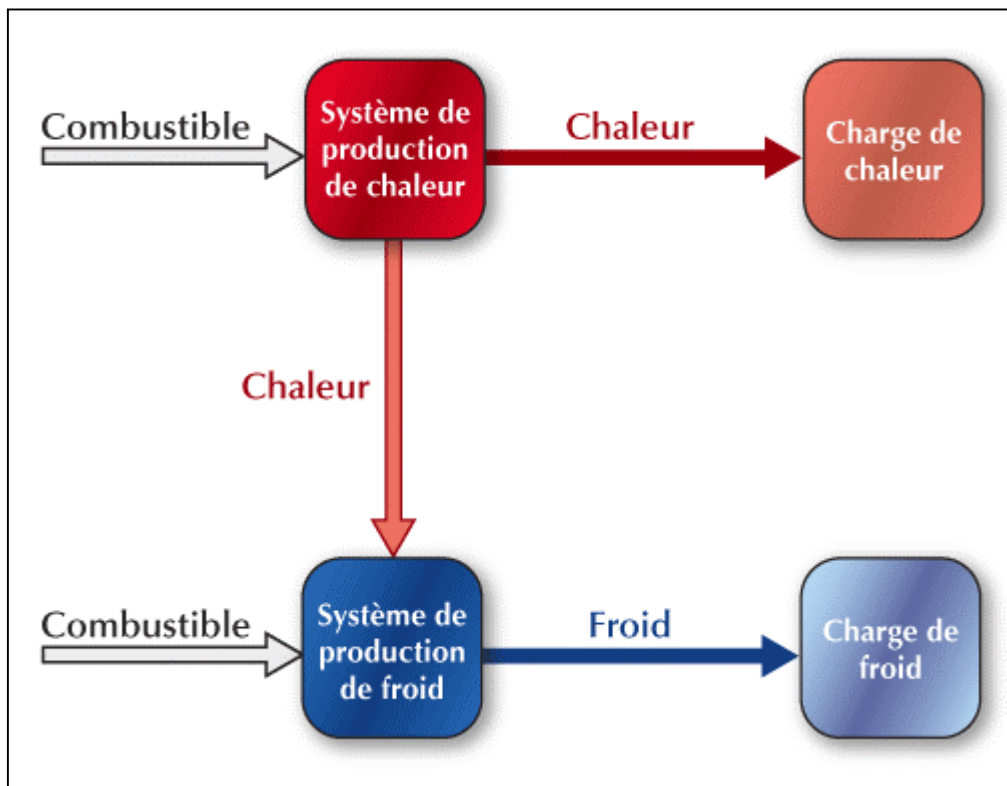 Combustible
Système de
production
de chaleur
Chaleur
Charge de
chaleur
Chaleur
Combustible
Système de
production
de froid
Froid
Charge de
froid